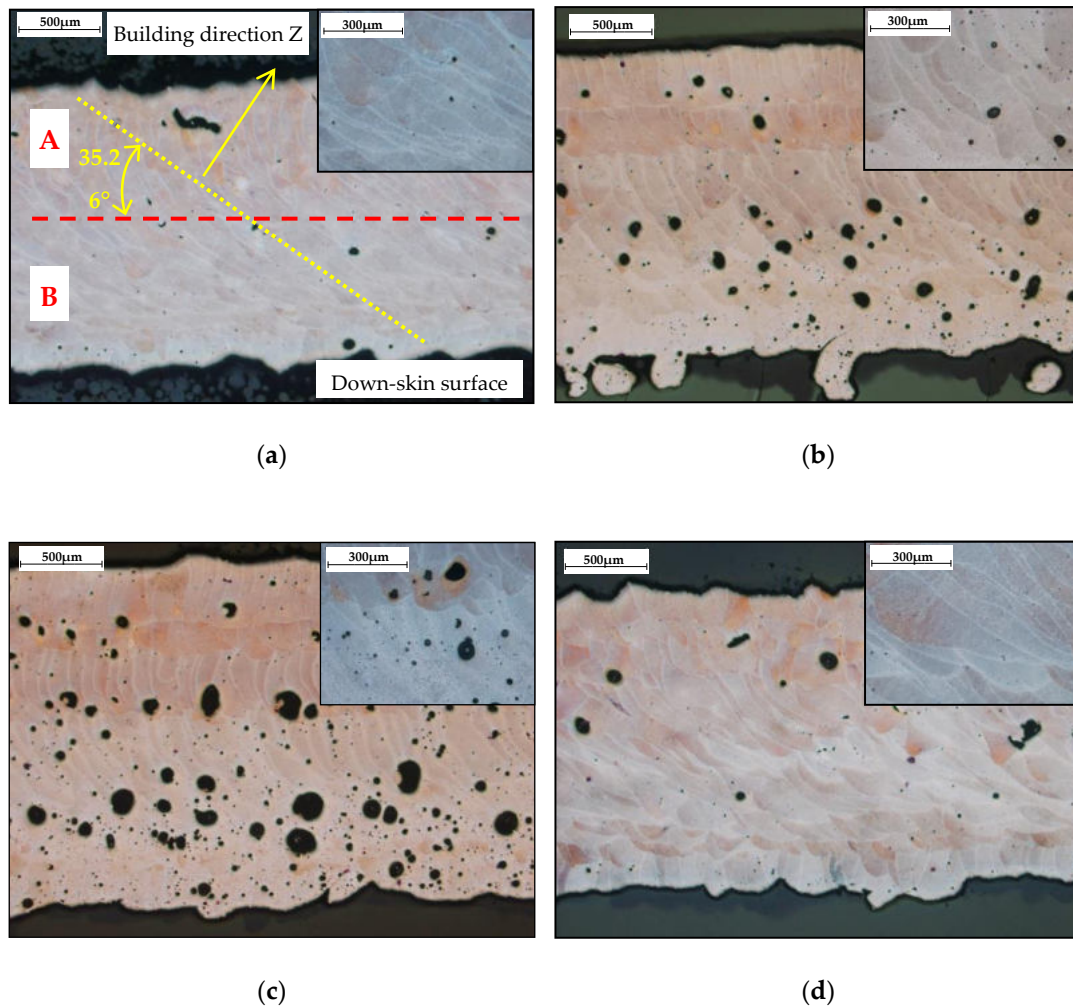 500μm
Building direction Z
300μm
A
35.2
6°
B
Down-skin surface
500μm
300μm
(a)
(b)
500μm
300μm
500μm
300μm
(c)
(d)